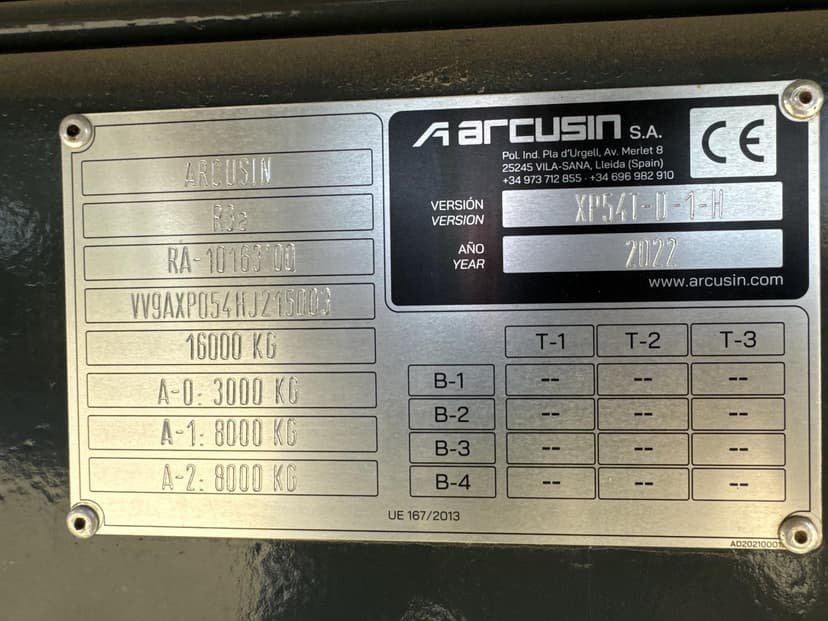 ARCUSIN
R3a
RA-10163*00
VV9AXP054HJ215003
16000 KG
A-0: 3000 KG
A-1: 8000 KG
A-2: 8000 KG
ARCUSIN S.A.
Pol. Ind. Pla d'Urgell, Av. Merlet 8
25245 VILA-SANA, Lleida (Spain)
+34 973 712 855 · +34 696 982 910
CE
VERSIÓN
VERSION
XP54T-D-1-H
AÑO
YEAR
2022
www.arcusin.com
T-1 T-2 T-3
B-1 -- -- --
B-2 -- -- --
B-3 -- -- --
B-4 -- -- --
UE 167/2013